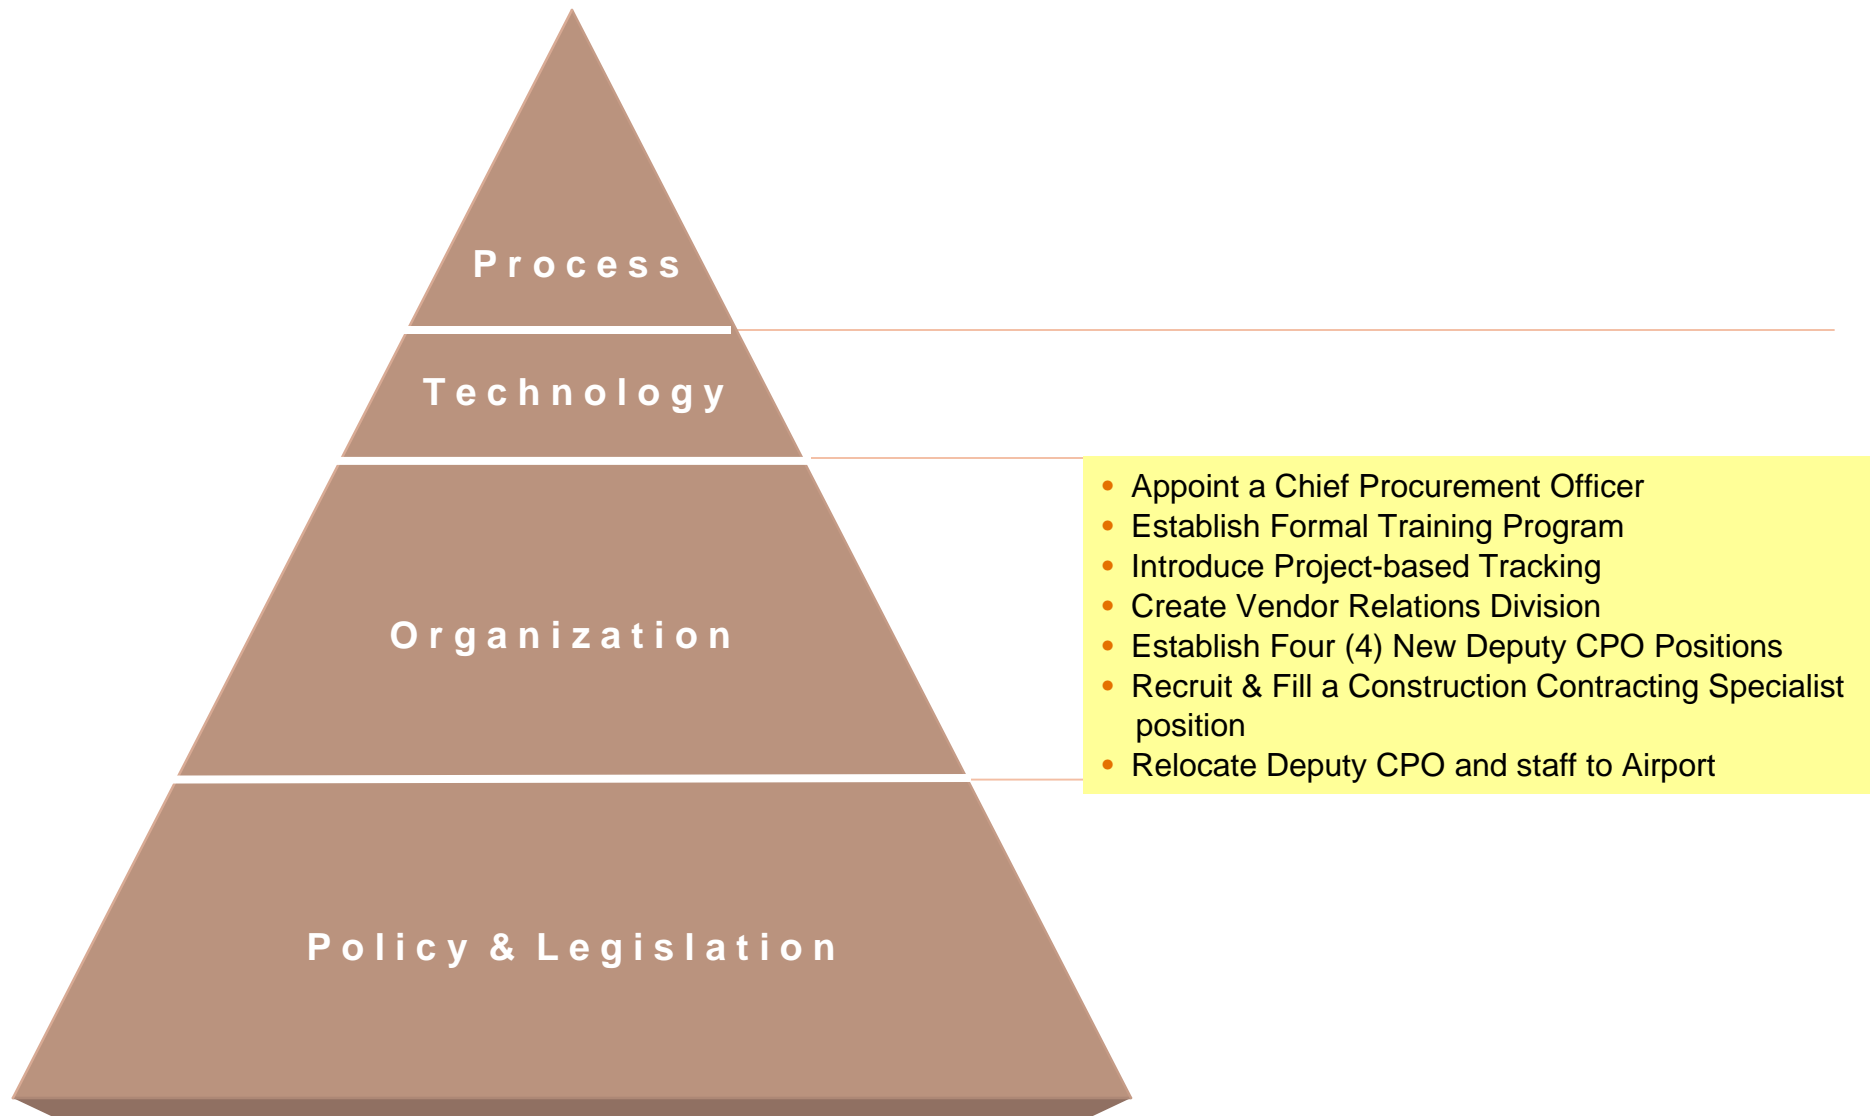 Process
Technology
Organization
• Appoint a Chief Procurement Officer
• Establish Formal Training Program
• Introduce Project-based Tracking
• Create Vendor Relations Division
• Establish Four (4) New Deputy CPO Positions
• Recruit & Fill a Construction Contracting Specialist
position
• Relocate Deputy CPO and staff to Airport
Policy & Legislation